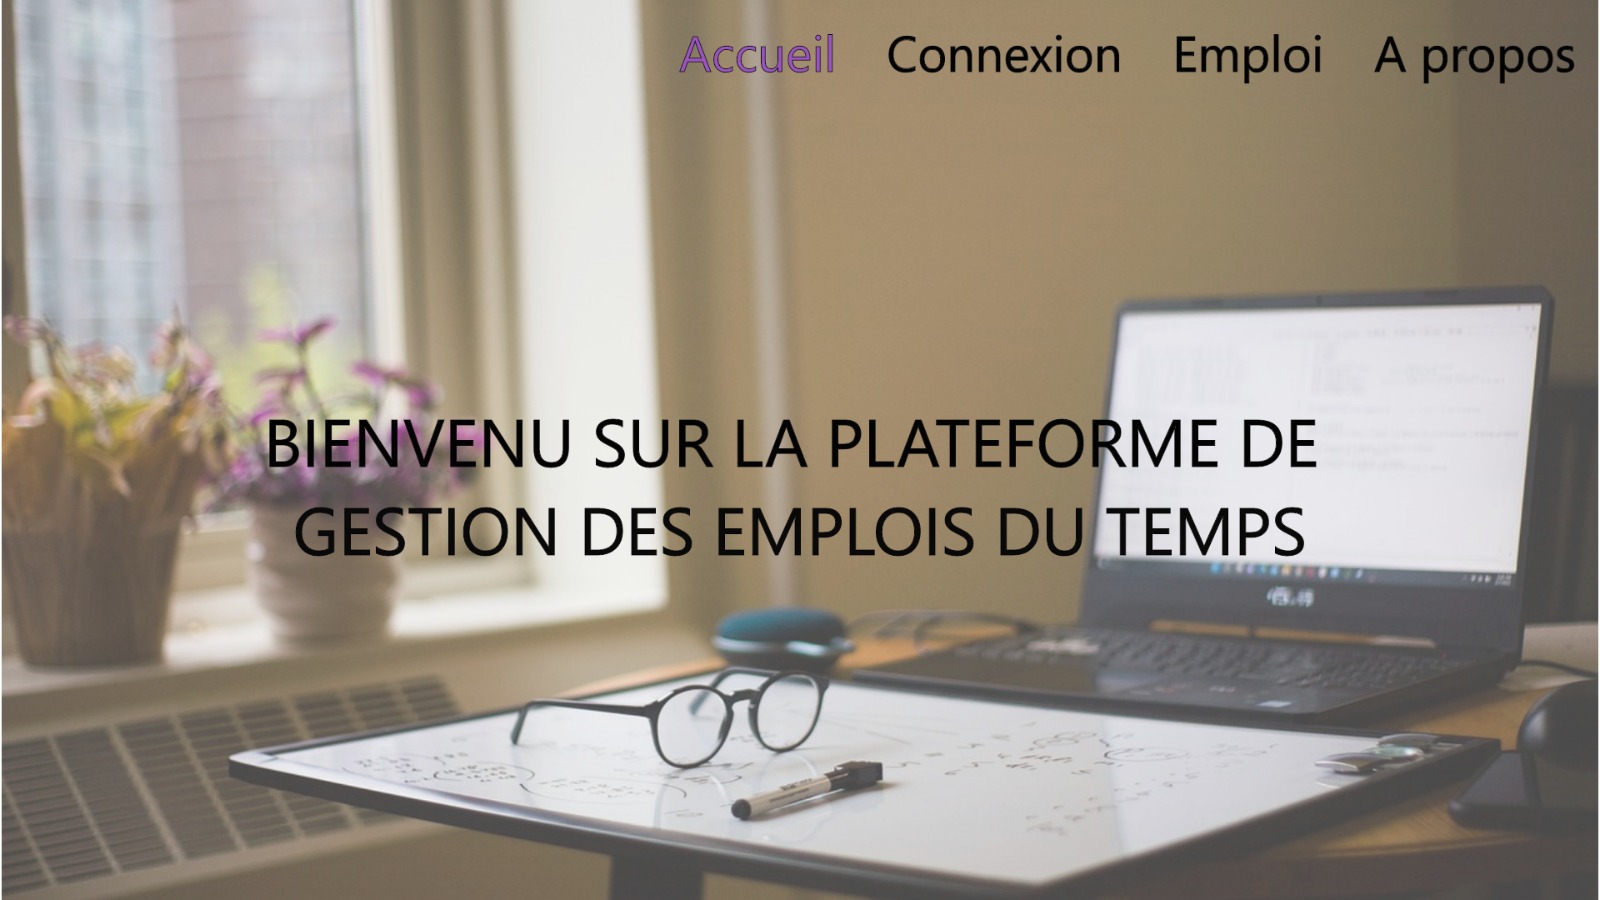 Accueil Connexion Emploi A propos
BIENVENU SUR LA PLATEFORME DE
GESTION DES EMPLOIS DU TEMPS